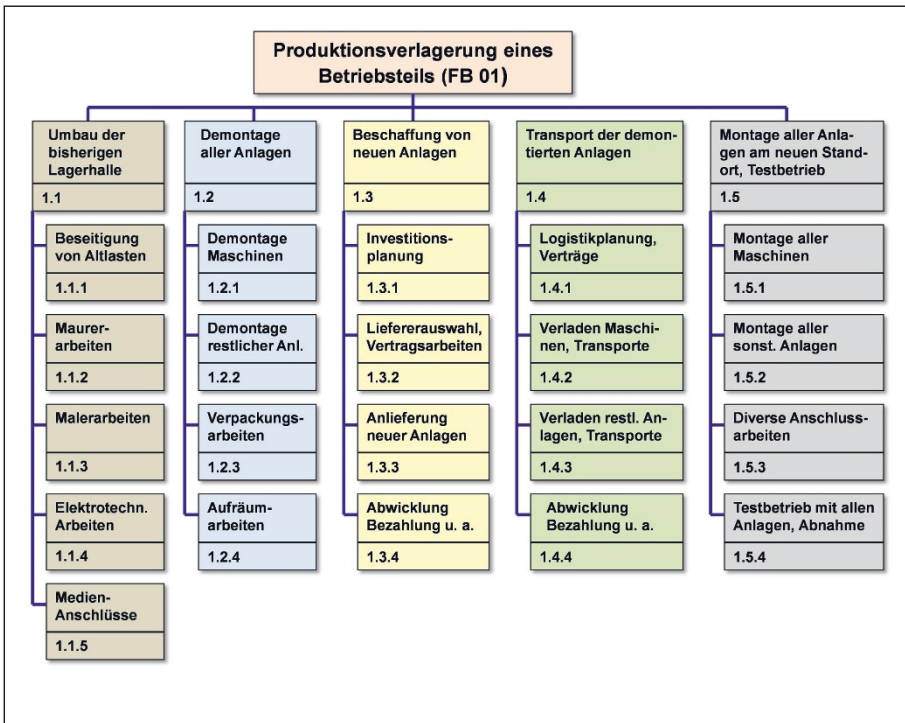 Produktionsverlagerung eines
Betriebsteils (FB 01)
Umbau der
bisherigen
Lagerhalle
1.1
Beseitigung
von Altlasten
1.1.1
Maurer-
arbeiten
1.1.2
Malerarbeiten
1.1.3
Elektrotechn.
Arbeiten
1.1.4
Medien-
Anschlüsse
1.1.5
Demontage
aller Anlagen
1.2
Demontage
Maschinen
1.2.1
Demontage
restlicher Anl.
1.2.2
Verpackungs-
arbeiten
1.2.3
Aufräum-
arbeiten
1.2.4
Beschaffung von
neuen Anlagen
1.3
Investitions-
planung
1.3.1
Liefererauswahl,
Vertragsarbeiten
1.3.2
Anlieferung
neuer Anlagen
1.3.3
Abwicklung
Bezahlung u. a.
1.3.4
Transport der demon-
tierten Anlagen
1.4
Logistikplanung,
Verträge
1.4.1
Verladen Maschi-
nen, Transporte
1.4.2
Verladen restl. An-
lagen, Transporte
1.4.3
Abwicklung
Bezahlung u. a.
1.4.4
Montage aller Anla-
gen am neuen Stand-
ort, Testbetrieb
1.5
Montage aller
Maschinen
1.5.1
Montage aller
sonst. Anlagen
1.5.2
Diverse Anschluss-
arbeiten
1.5.3
Testbetrieb mit allen
Anlagen, Abnahme
1.5.4